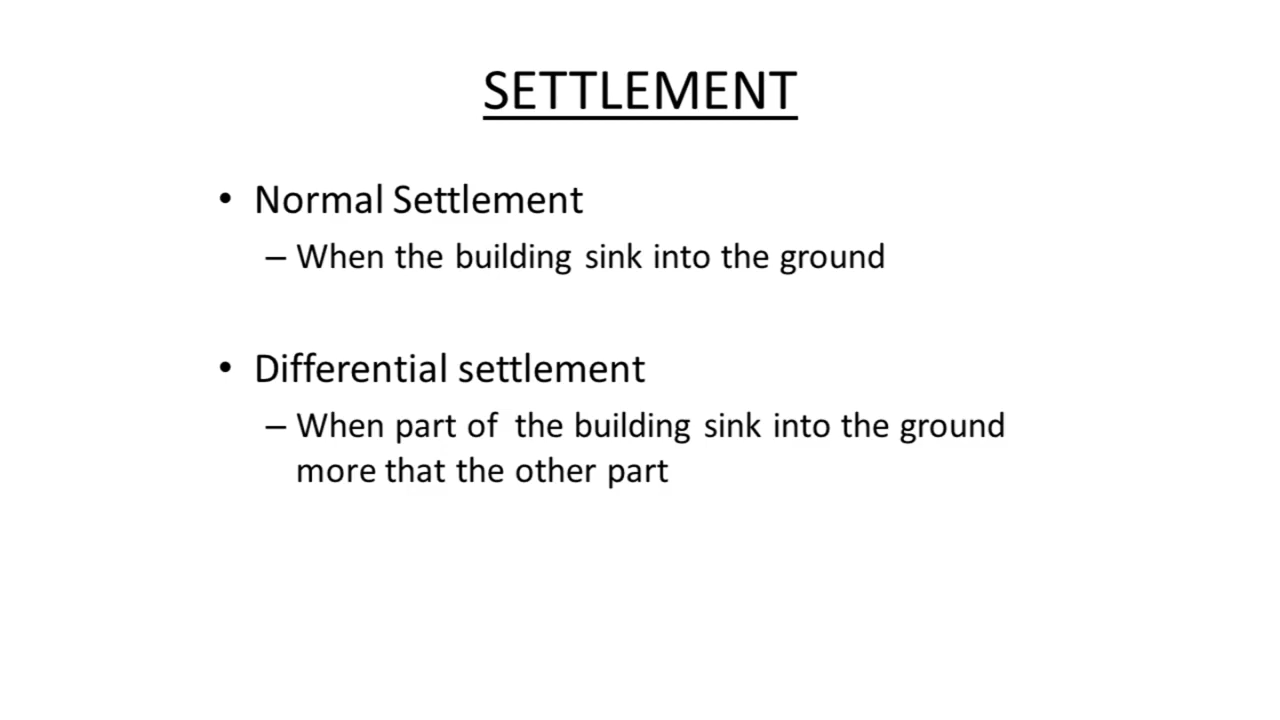 SETTLEMENT
• Normal Settlement
– When the building sink into the ground
• Differential settlement
– When part of the building sink into the ground
more that the other part